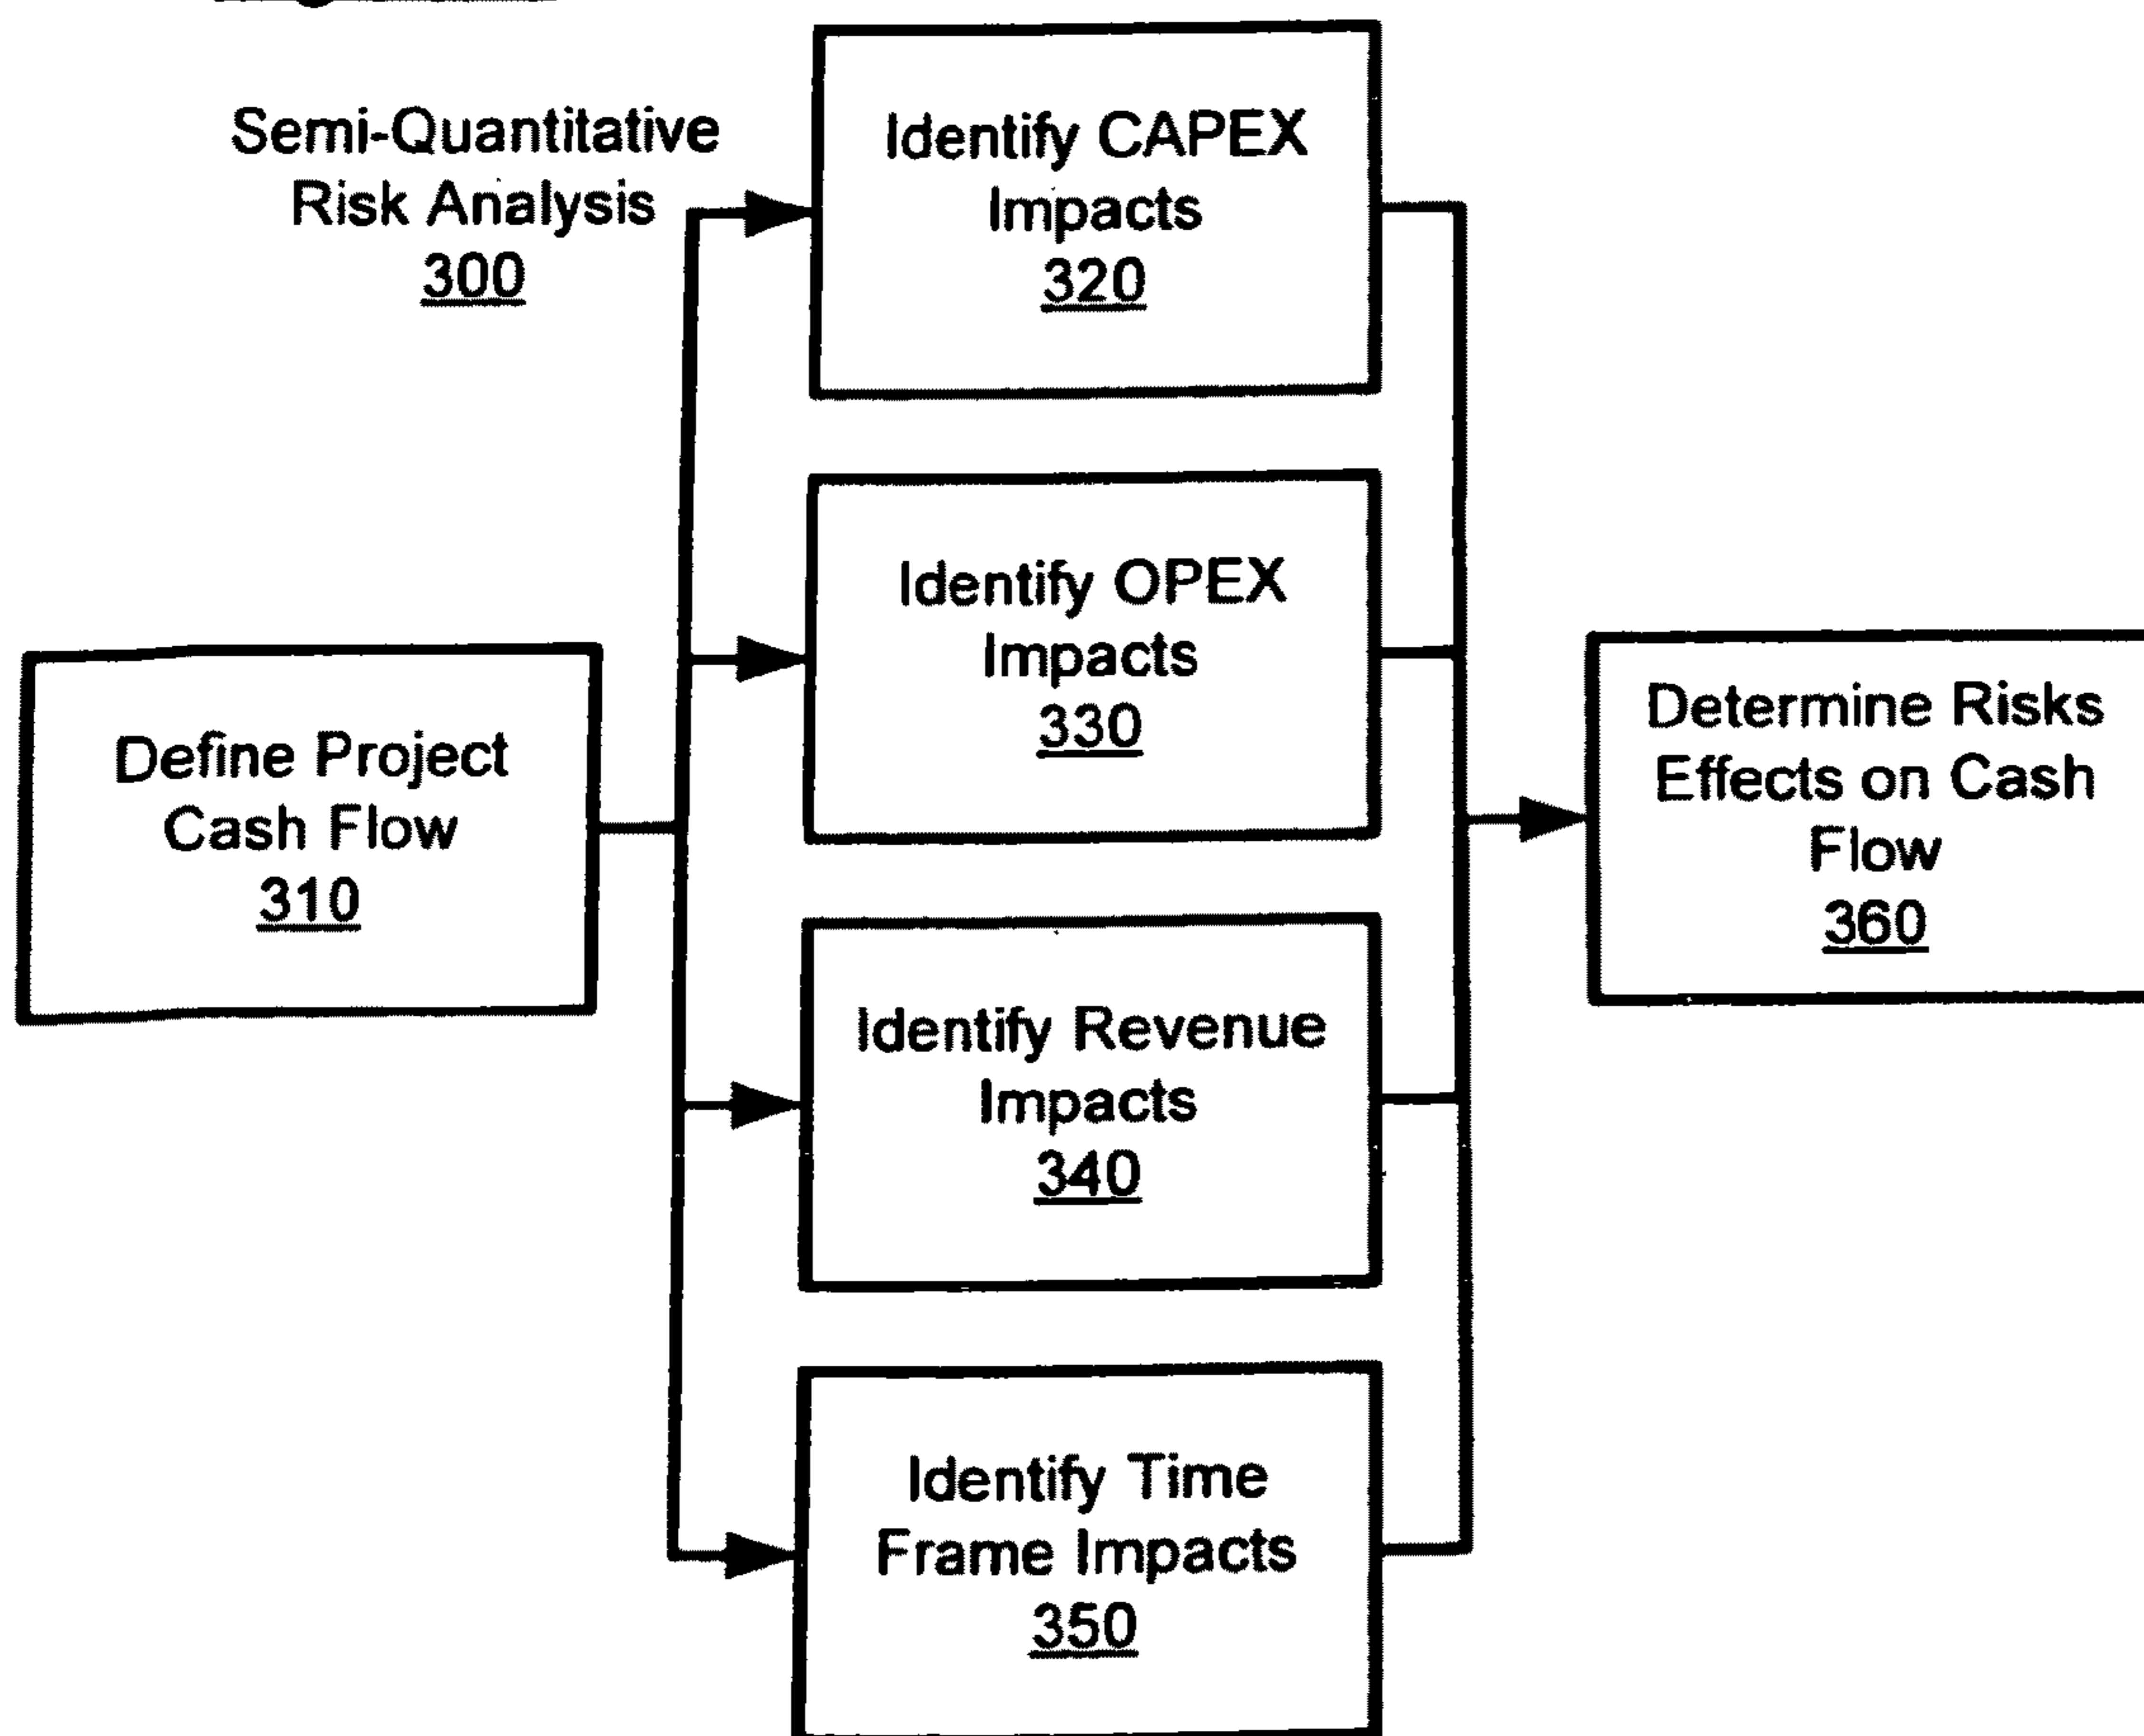 Semi-Quantitative
Risk Analysis
300
Identify CAPEX
Impacts
320
Identify OPEX
Impacts
330
Define Project
Cash Flow
310
Identify Revenue
Impacts
340
Identify Time
Frame Impacts
350
Determine Risks
Effects on Cash
Flow
360